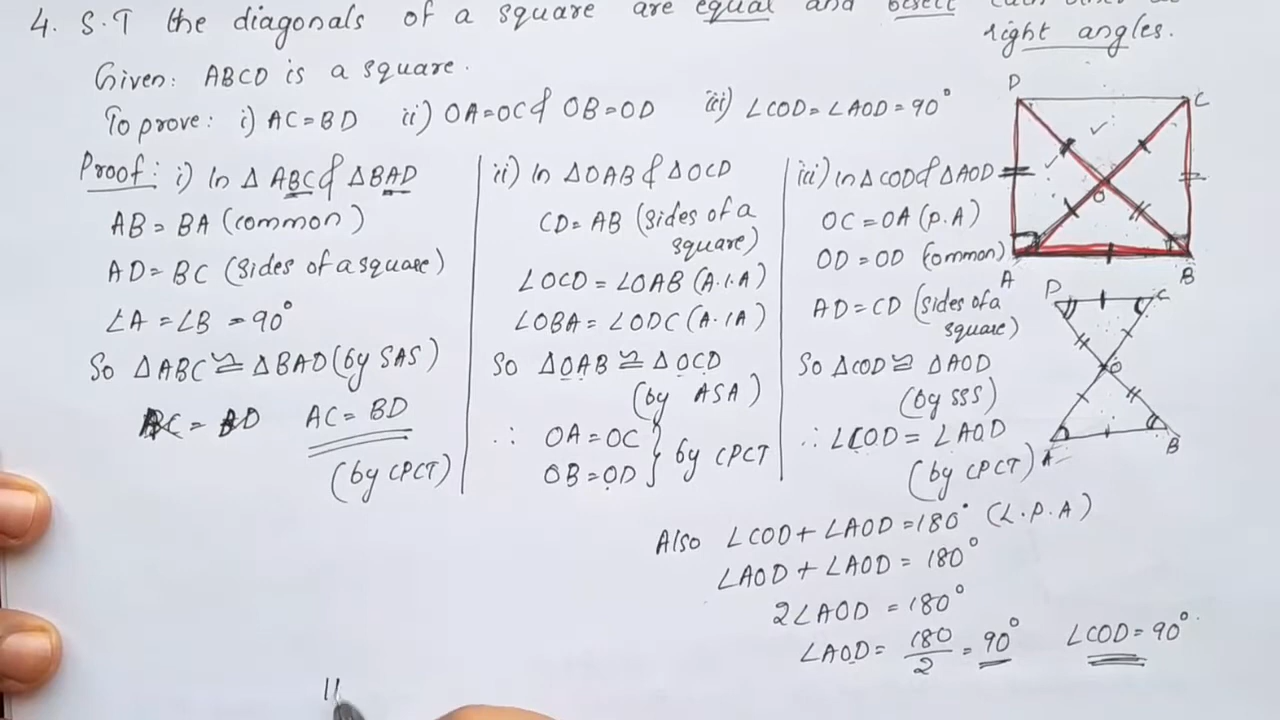 4. S.T the diagonals of a square are equal and bisect each other at
right angles.
Given: ABCD is a square.
To prove: i) AC=BD ii) OA=OC & OB=OD iii) ∠COD=∠AOD=90°
Proof: i) In △ ABC & △BAD
AB = BA (common)
AD = BC (sides of a square)
∠A = ∠B = 90°
So △ABC ≅ △BAD (by SAS)
AC = BD
(by CPCT)
ii) In △OAB & △OCD
CD = AB (sides of a
square)
∠OCD = ∠OAB (A.I.A)
∠OBA = ∠ODC (A.IA)
So △OAB ≅ △OCD
(by ASA)
∴ OA = OC
OB = OD } by CPCT
iii) In △COD & △AOD
OC = OA (P.A)
OD = OD (common)
AD = CD (sides of a
square)
So △COD ≅ △AOD
(by SSS)
∴ ∠COD = ∠AOD
(by CPCT)
Also ∠COD + ∠AOD = 180° (L.P.A)
∠AOD + ∠AOD = 180°
2∠AOD = 180°
∠AOD = 180/2 = 90° ∠COD = 90°
D C
O
A B
D C
O
A B